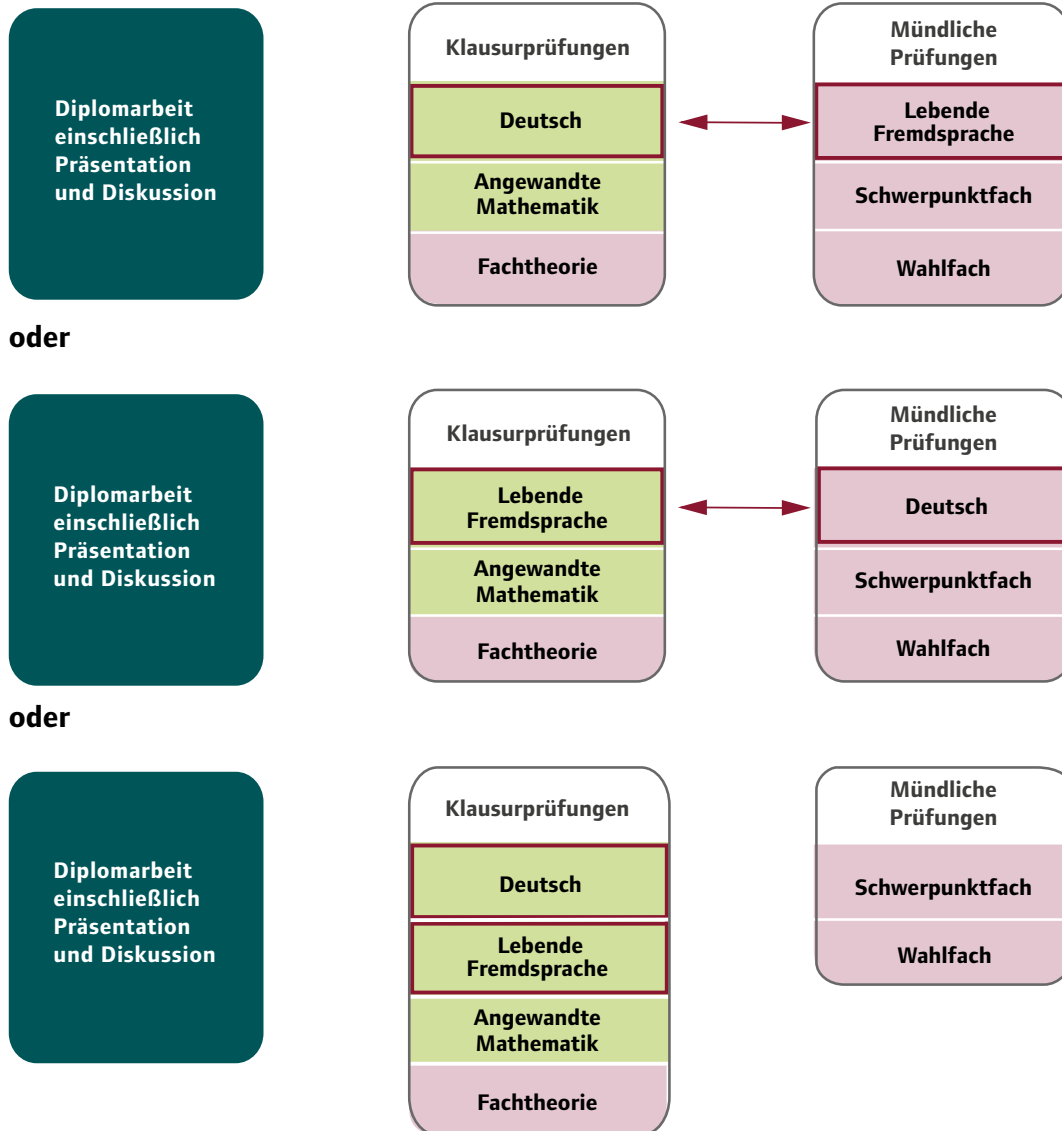 Diplomarbeit
einschließlich
Präsentation
und Diskussion
Klausurprüfungen
Deutsch
Angewandte
Mathematik
Fachtheorie
Mündliche
Prüfungen
Lebende
Fremdsprache
Schwerpunktfach
Wahlfach
oder
Diplomarbeit
einschließlich
Präsentation
und Diskussion
Klausurprüfungen
Lebende
Fremdsprache
Angewandte
Mathematik
Fachtheorie
Mündliche
Prüfungen
Deutsch
Schwerpunktfach
Wahlfach
oder
Diplomarbeit
einschließlich
Präsentation
und Diskussion
Klausurprüfungen
Deutsch
Lebende
Fremdsprache
Angewandte
Mathematik
Fachtheorie
Mündliche
Prüfungen
Schwerpunktfach
Wahlfach